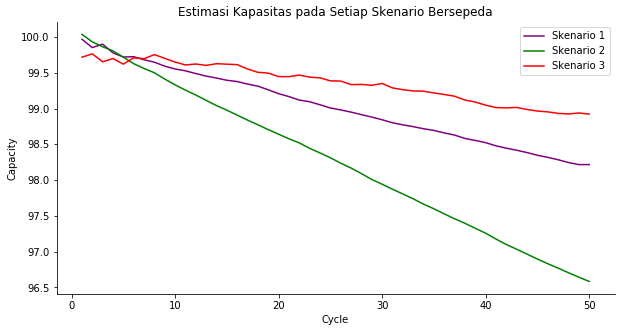 Estimasi Kapasitas pada Setiap Skenario Bersepeda
Skenario 1
Skenario 2
Skenario 3
Capacity
100.0
99.5
99.0
98.5
98.0
97.5
97.0
96.5
0 10 20 30 40 50
Cycle